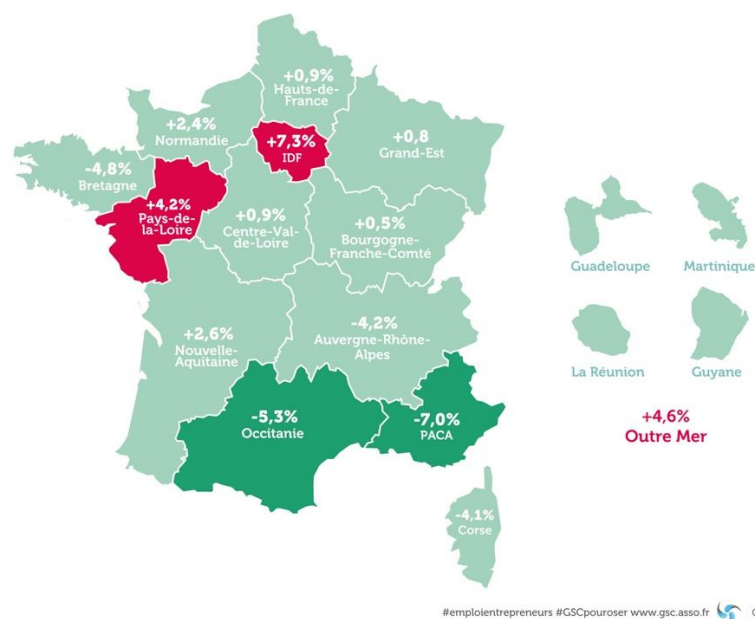 +0,9%
Hauts-de-
France
+2,4%
Normandie
+7,3%
IDF
+0,8
Grand-Est
-4,8%
Bretagne
+4,2%
Pays-de-
la-Loire
+0,9%
Centre-Val-
de-Loire
+0,5%
Bourgogne-
Franche-Comté
Guadeloupe
Martinique
+2,6%
Nouvelle-
Aquitaine
-4,2%
Auvergne-Rhône-
Alpes
La Réunion
Guyane
-5,3%
Occitanie
-7,0%
PACA
+4,6%
Outre Mer
-4,1%
Corse
#emploientrepreneurs #GSCpouroser www.gsc.asso.fr